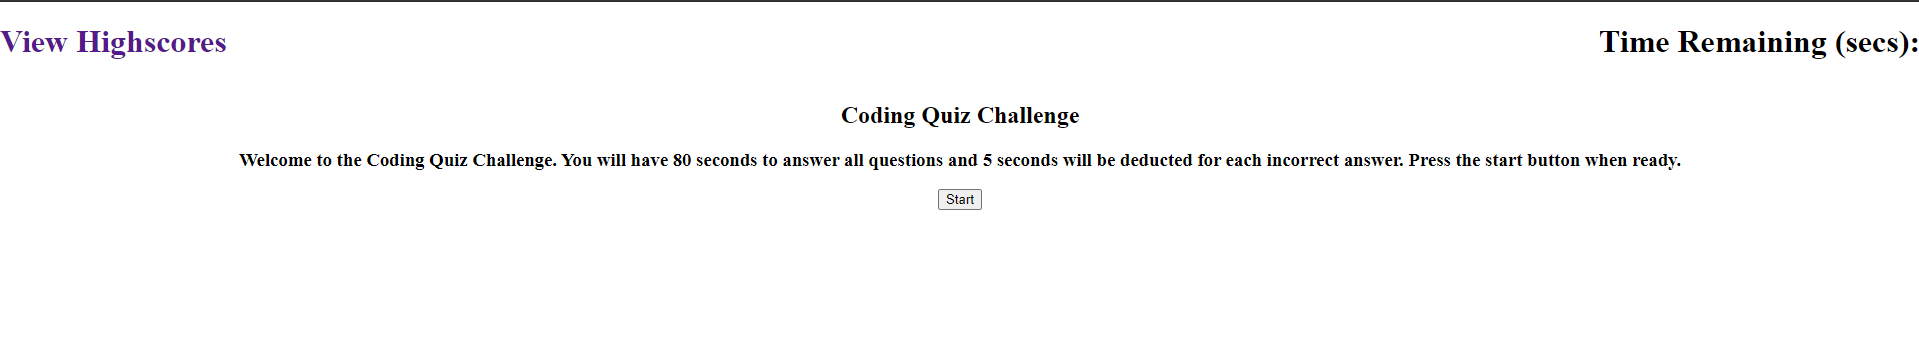 View Highscores
Time Remaining (secs):
Coding Quiz Challenge
Welcome to the Coding Quiz Challenge. You will have 80 seconds to answer all questions and 5 seconds will be deducted for each incorrect answer. Press the start button when ready.
Start